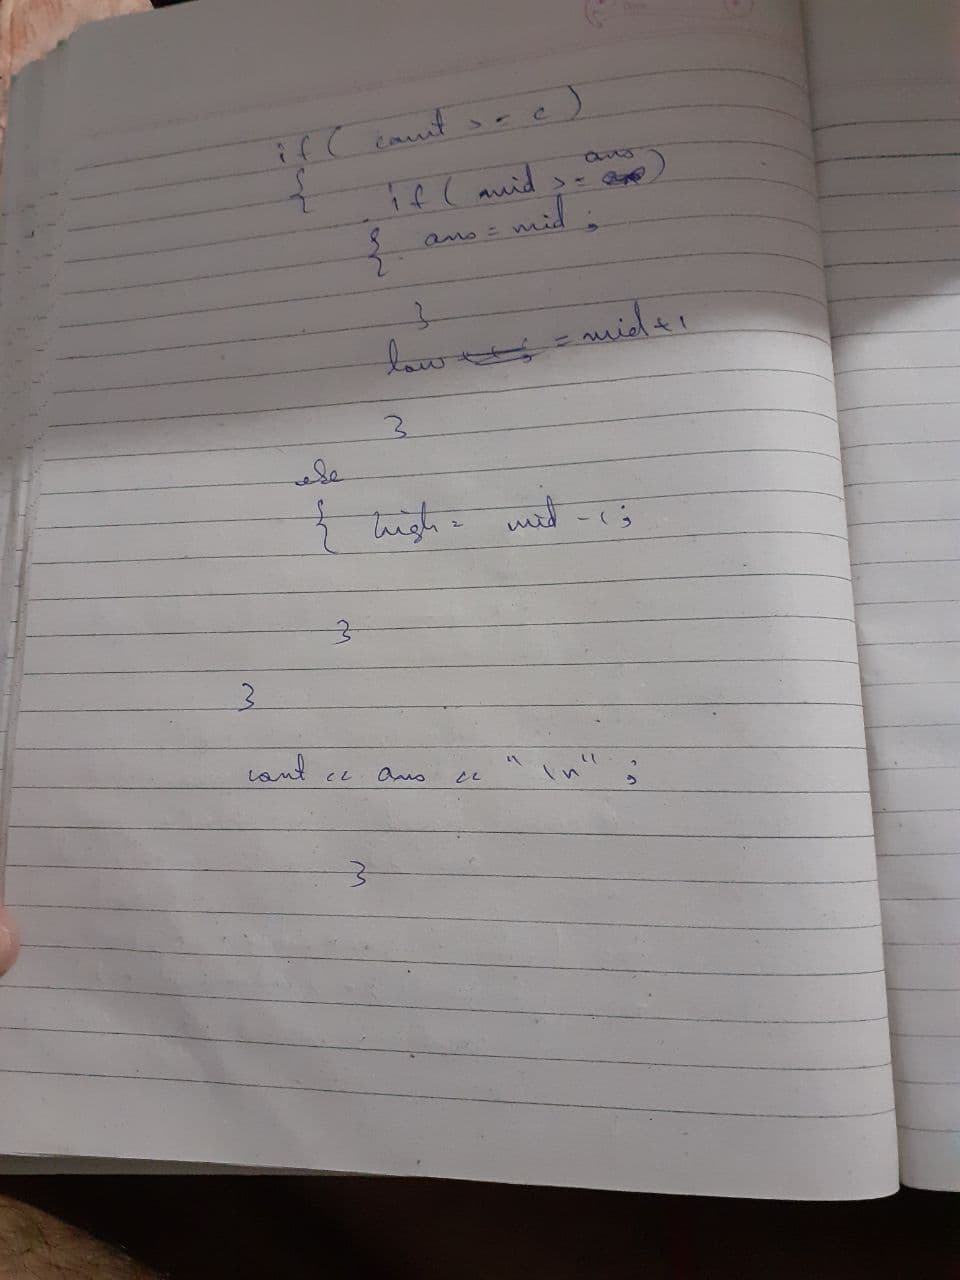 if ( count >= c )
{
if ( mid >= ans )
{ ans = mid ;
}
low = mid + 1
}
else
{ high = mid - 1 ;
}
}
cout << ans << "\n" ;
}